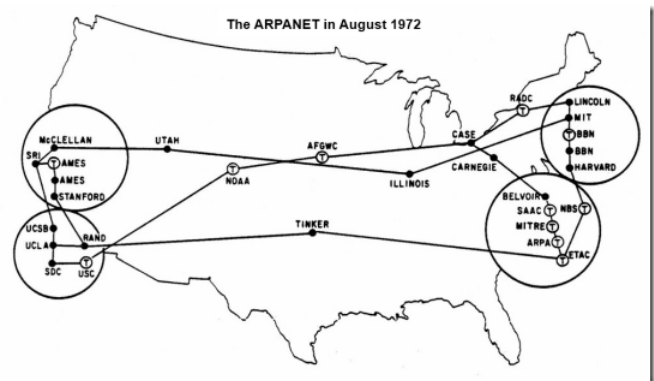 The ARPANET in August 1972
RADC
LINCOLN
MIT
T BBN
BBN
HARVARD
McCLELLAN
UTAH
AFGWC
T
CASE
SRI
T AMES
AMES
STANFORD
T
NOAA
ILLINOIS
CARNEGIE
BELVOIR
SAAC T
NBS T
MITRE T
ARPA T
T ETAC
UCSB
UCLA
RAND
TINKER
SDC
T
USC
T